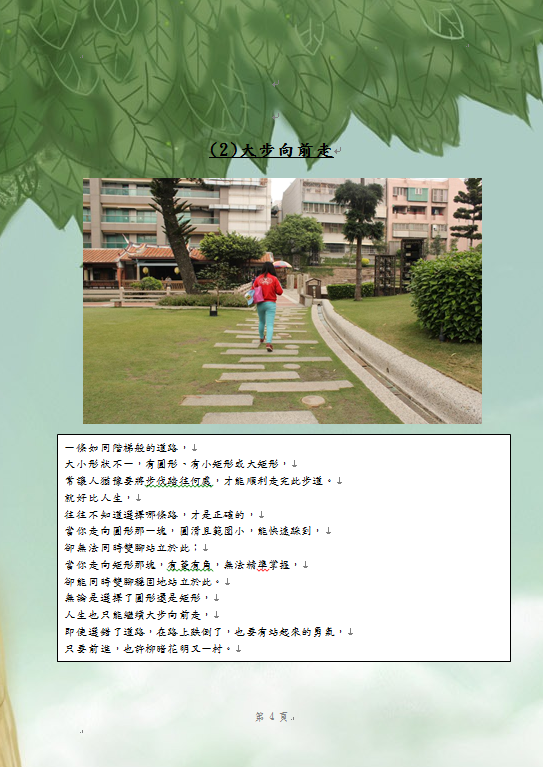 (2)大步向前走
一條如同階梯般的道路，
大小形狀不一，有圓形、有小矩形或大矩形，
常讓人猶豫要將步伐踏往何處，才能順利走完此步道。
就好比人生，
往往不知道選擇哪條路，才是正確的，
當你走向圓形那一塊，圓滑且範圍小，能快速踩到，
卻無法同時雙腳站立於此；
當你走向矩形那塊，有菱有角，無法精準掌握，
卻能同時雙腳穩固地站立於此。
無論是選擇了圓形還是矩形，
人生也只能繼續大步向前走，
即使選錯了道路，在路上跌倒了，也要有站起來的勇氣，
只要前進，也許柳暗花明又一村。
第 4 頁